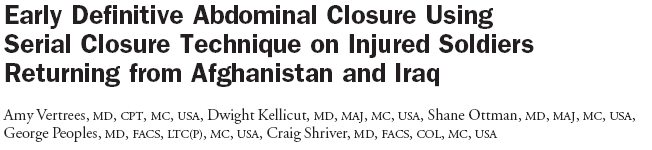 Early Definitive Abdominal Closure Using
Serial Closure Technique on Injured Soldiers
Returning from Afghanistan and Iraq
Amy Vertrees, MD, CPT, MC, USA, Dwight Kellicut, MD, MAJ, MC, USA, Shane Ottman, MD, MAJ, MC, USA,
George Peoples, MD, FACS, LTC(P), MC, USA, Craig Shriver, MD, FACS, COL, MC, USA